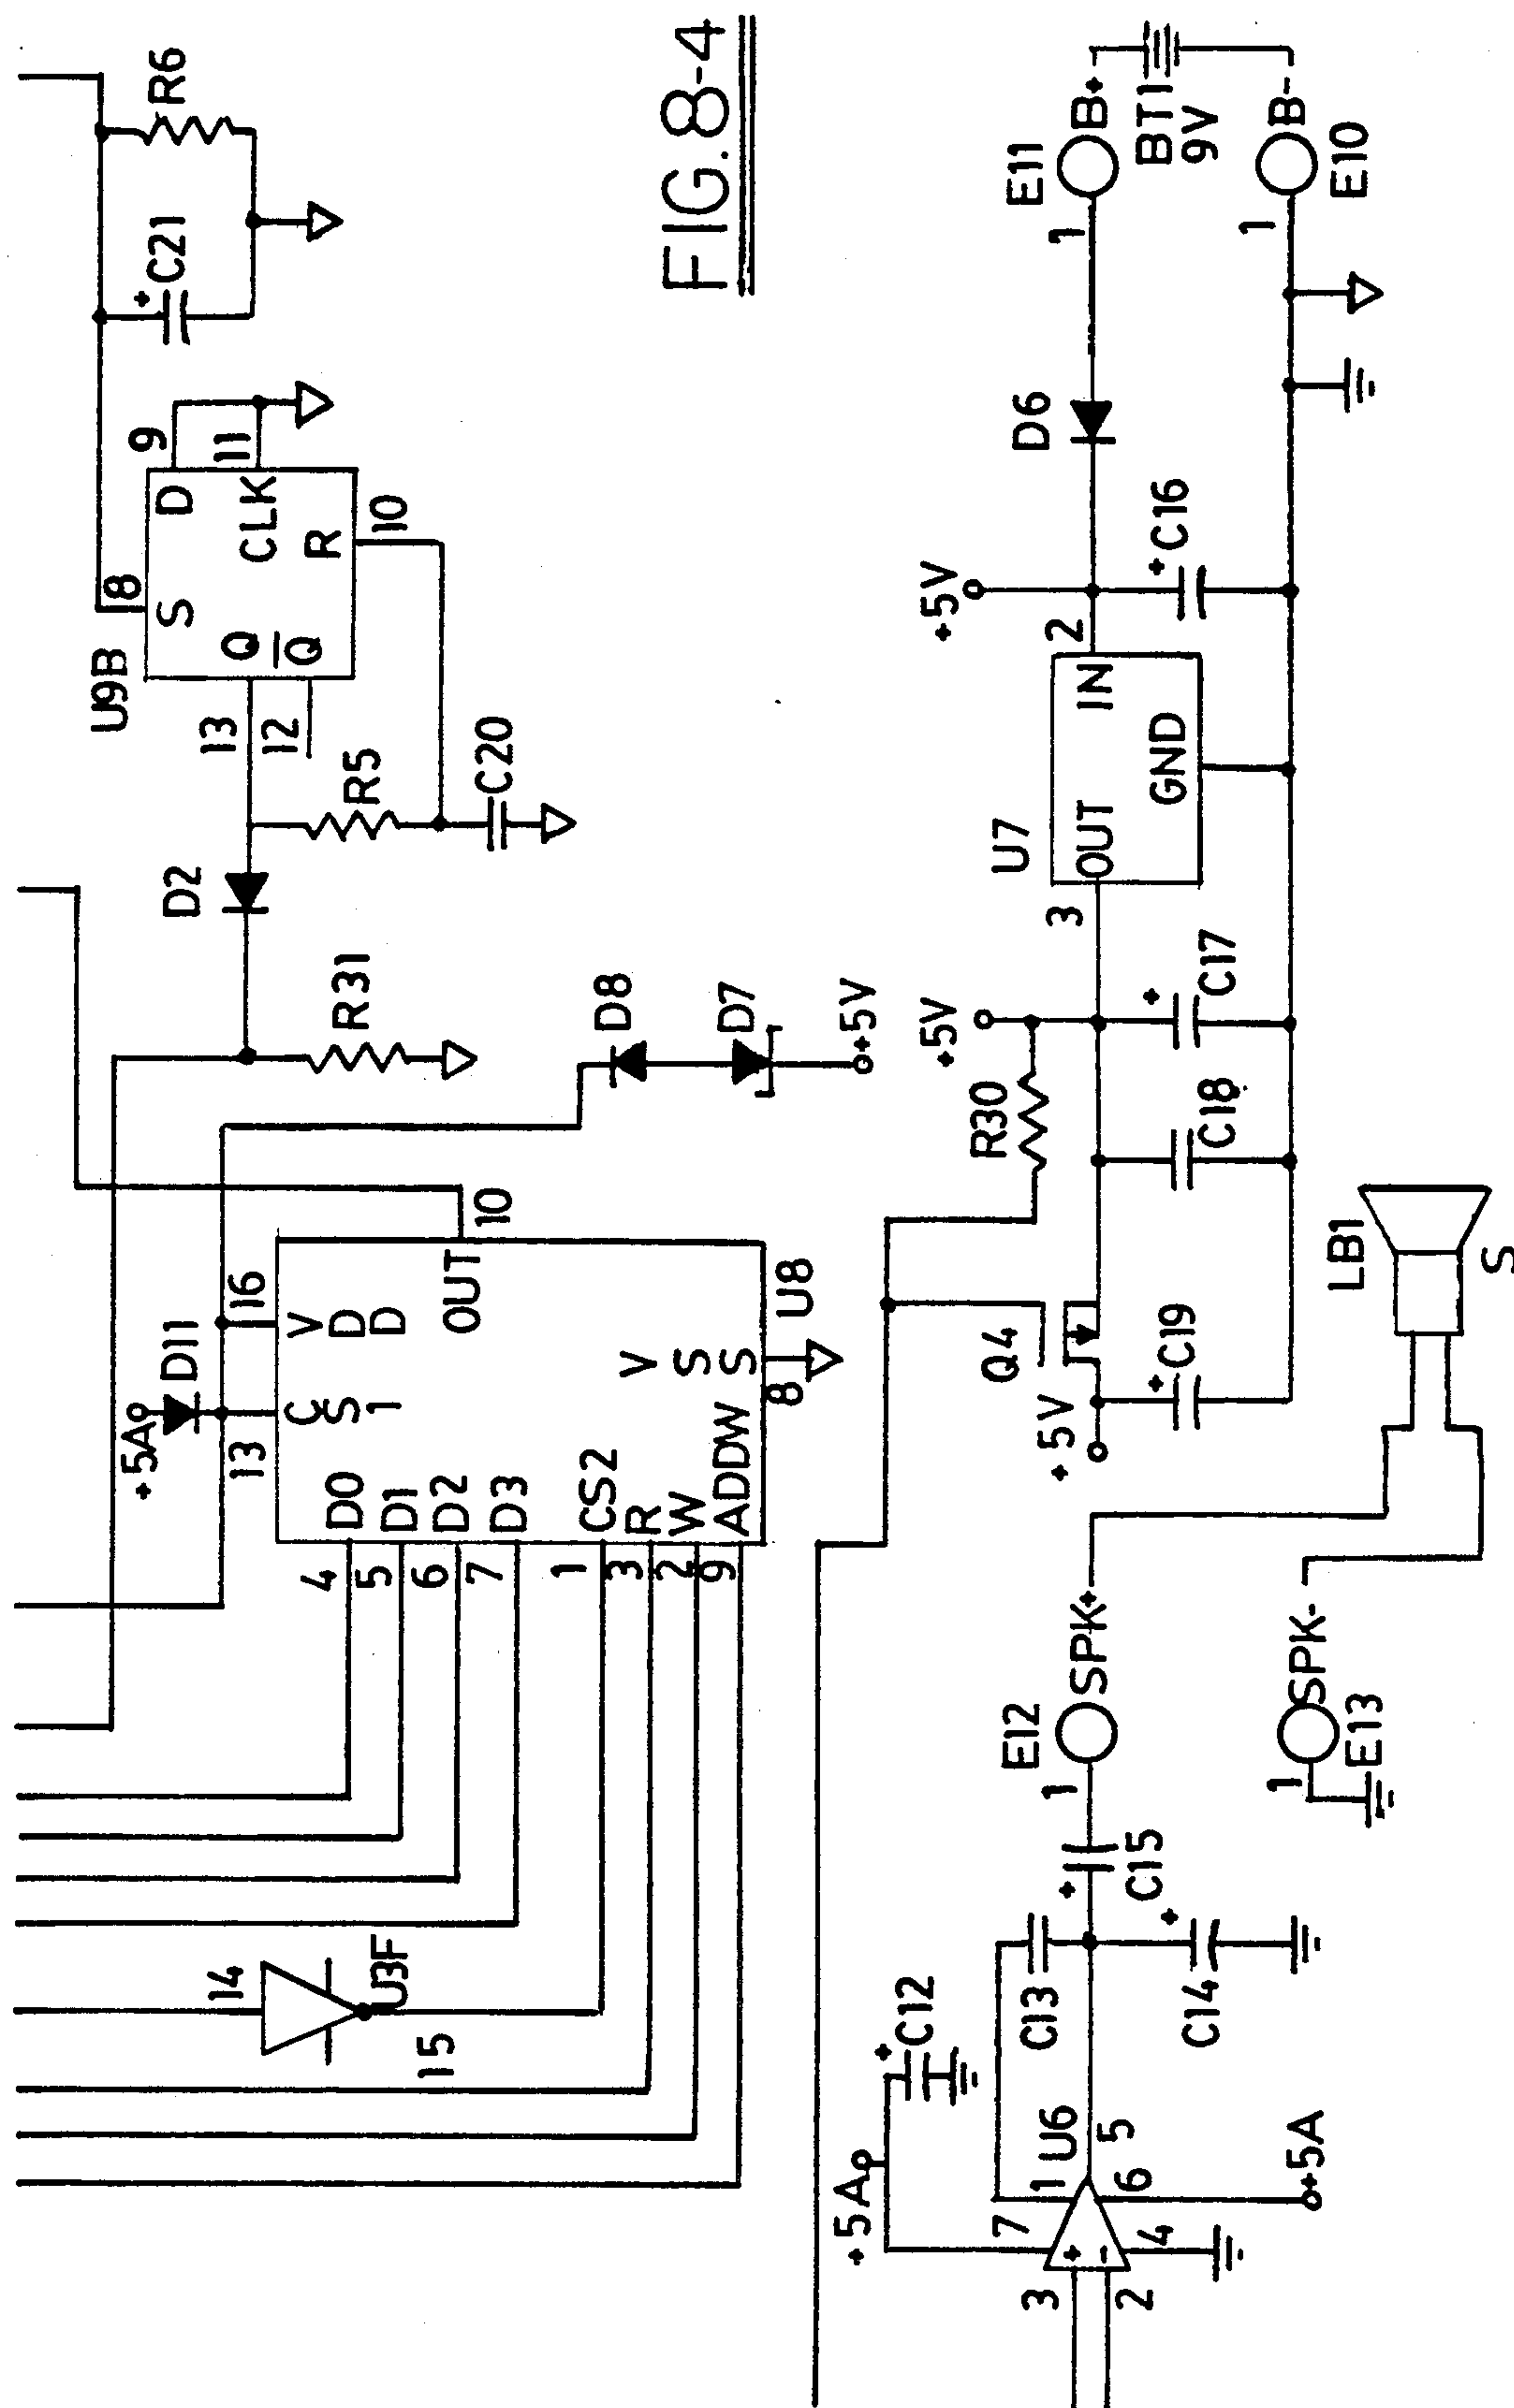 FIG. 8-4
R6
C21
+
9
D
11
CLK
R
10
8
S
Q
Q
U9B
13
12
R5
C20
D2
R31
D8
D7
+5V
10
OUT
16
VDD
D11
+5A
13
CS1
VSS
8
U8
D0
D1
D2
D3
CS2
R
W
ADDW
4
5
6
7
1
3
2
9
14
U3F
15
E11
B+
1
BT1
9V
B-
E10
1
D6
+5V
+
C16
2
IN
GND
OUT
U7
3
+5V
+
C17
R30
C18
Q4
+
C19
+5V
LB1
S
SPK+
E12
1
SPK-
E13
1
+
C15
C13
+
C14
+
C12
+5A
U6
1
5
7
6
+
-
4
3
2
+5A